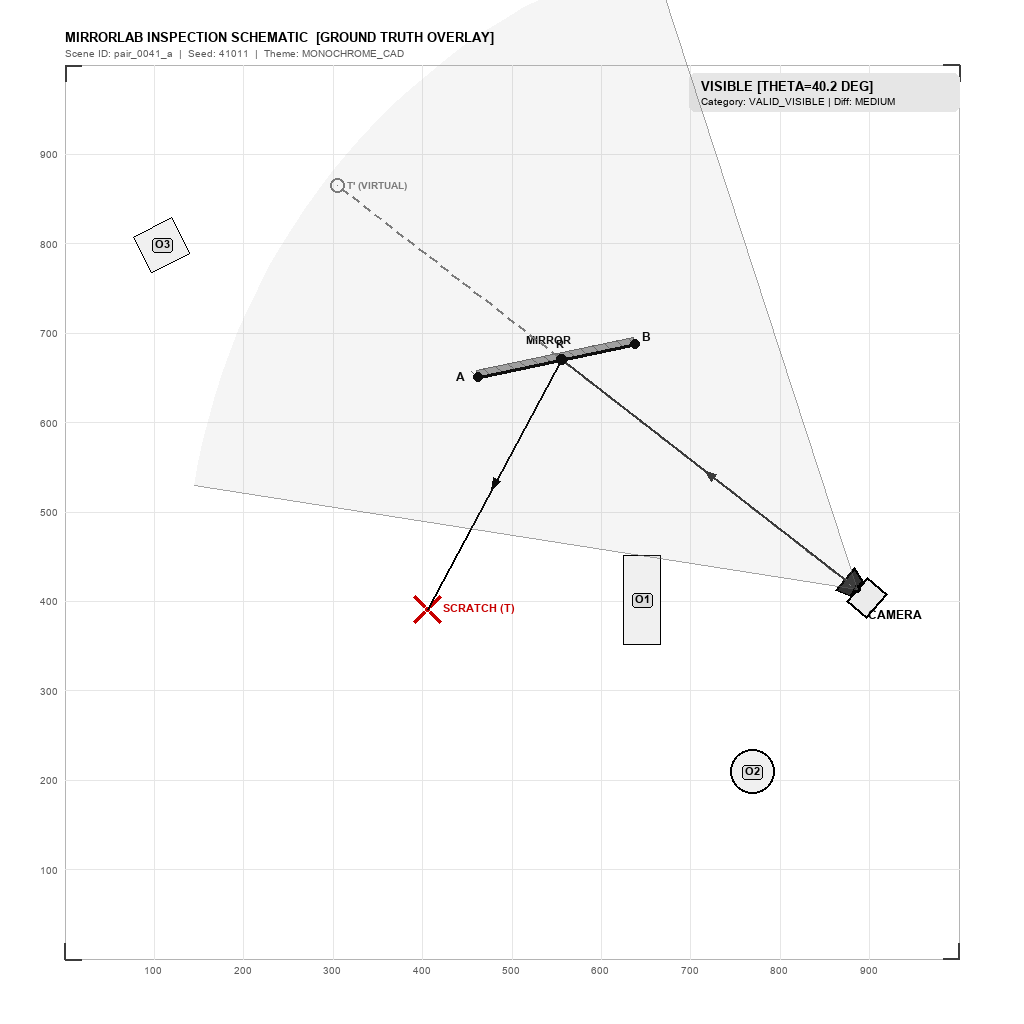 MIRRORLAB INSPECTION SCHEMATIC [GROUND TRUTH OVERLAY]
Scene ID: pair_0041_a | Seed: 41011 | Theme: MONOCHROME_CAD
VISIBLE [THETA=40.2 DEG]
Category: VALID_VISIBLE | Diff: MEDIUM
900
T' (VIRTUAL)
O3
800
700
MIRROR
R
B
A
600
500
400
O1
SCRATCH (T)
CAMERA
300
O2
200
100
100 200 300 400 500 600 700 800 900